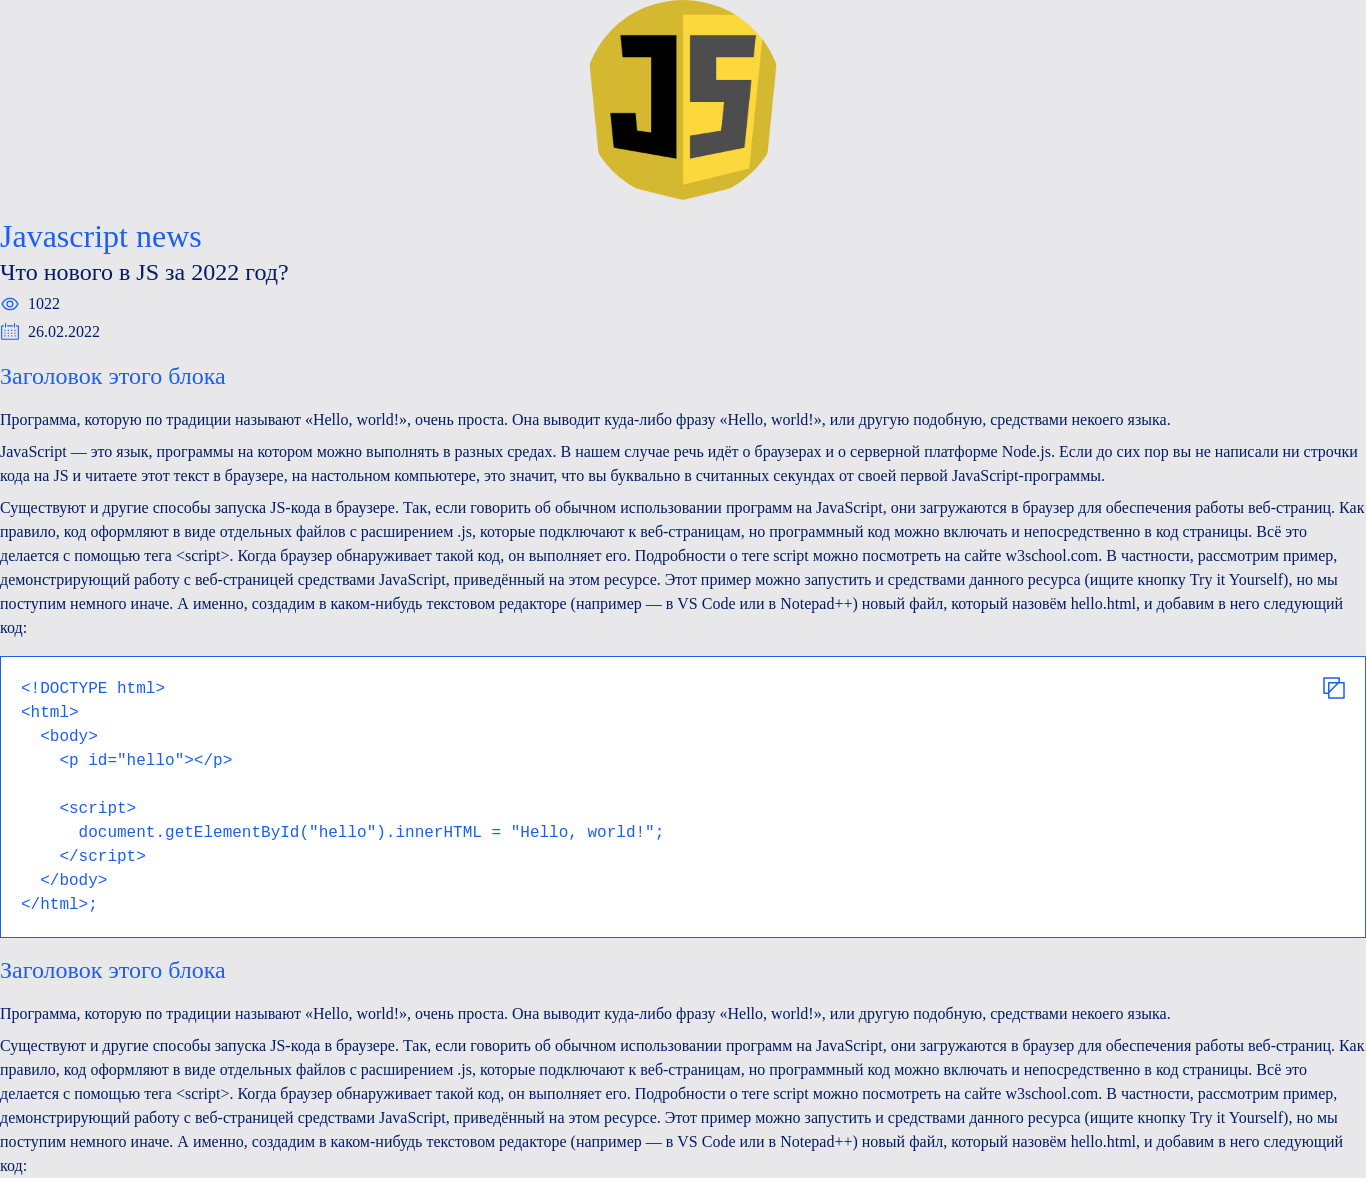 JS
Javascript news
Что нового в JS за 2022 год?
1022
26.02.2022
Заголовок этого блока
Программа, которую по традиции называют «Hello, world!», очень проста. Она выводит куда-либо фразу «Hello, world!», или другую подобную, средствами некоего языка.
JavaScript — это язык, программы на котором можно выполнять в разных средах. В нашем случае речь идёт о браузерах и о серверной платформе Node.js. Если до сих пор вы не написали ни строчки
кода на JS и читаете этот текст в браузере, на настольном компьютере, это значит, что вы буквально в считанных секундах от своей первой JavaScript-программы.
Существуют и другие способы запуска JS-кода в браузере. Так, если говорить об обычном использовании программ на JavaScript, они загружаются в браузер для обеспечения работы веб-страниц. Как
правило, код оформляют в виде отдельных файлов с расширением .js, которые подключают к веб-страницам, но программный код можно включать и непосредственно в код страницы. Всё это
делается с помощью тега <script>. Когда браузер обнаруживает такой код, он выполняет его. Подробности о теге script можно посмотреть на сайте w3school.com. В частности, рассмотрим пример,
демонстрирующий работу с веб-страницей средствами JavaScript, приведённый на этом ресурсе. Этот пример можно запустить и средствами данного ресурса (ищите кнопку Try it Yourself), но мы
поступим немного иначе. А именно, создадим в каком-нибудь текстовом редакторе (например — в VS Code или в Notepad++) новый файл, который назовём hello.html, и добавим в него следующий
код:
<!DOCTYPE html>
<html>
  <body>
    <p id="hello"></p>

    <script>
      document.getElementById("hello").innerHTML = "Hello, world!";
    </script>
  </body>
</html>;
Заголовок этого блока
Программа, которую по традиции называют «Hello, world!», очень проста. Она выводит куда-либо фразу «Hello, world!», или другую подобную, средствами некоего языка.
Существуют и другие способы запуска JS-кода в браузере. Так, если говорить об обычном использовании программ на JavaScript, они загружаются в браузер для обеспечения работы веб-страниц. Как
правило, код оформляют в виде отдельных файлов с расширением .js, которые подключают к веб-страницам, но программный код можно включать и непосредственно в код страницы. Всё это
делается с помощью тега <script>. Когда браузер обнаруживает такой код, он выполняет его. Подробности о теге script можно посмотреть на сайте w3school.com. В частности, рассмотрим пример,
демонстрирующий работу с веб-страницей средствами JavaScript, приведённый на этом ресурсе. Этот пример можно запустить и средствами данного ресурса (ищите кнопку Try it Yourself), но мы
поступим немного иначе. А именно, создадим в каком-нибудь текстовом редакторе (например — в VS Code или в Notepad++) новый файл, который назовём hello.html, и добавим в него следующий
код: